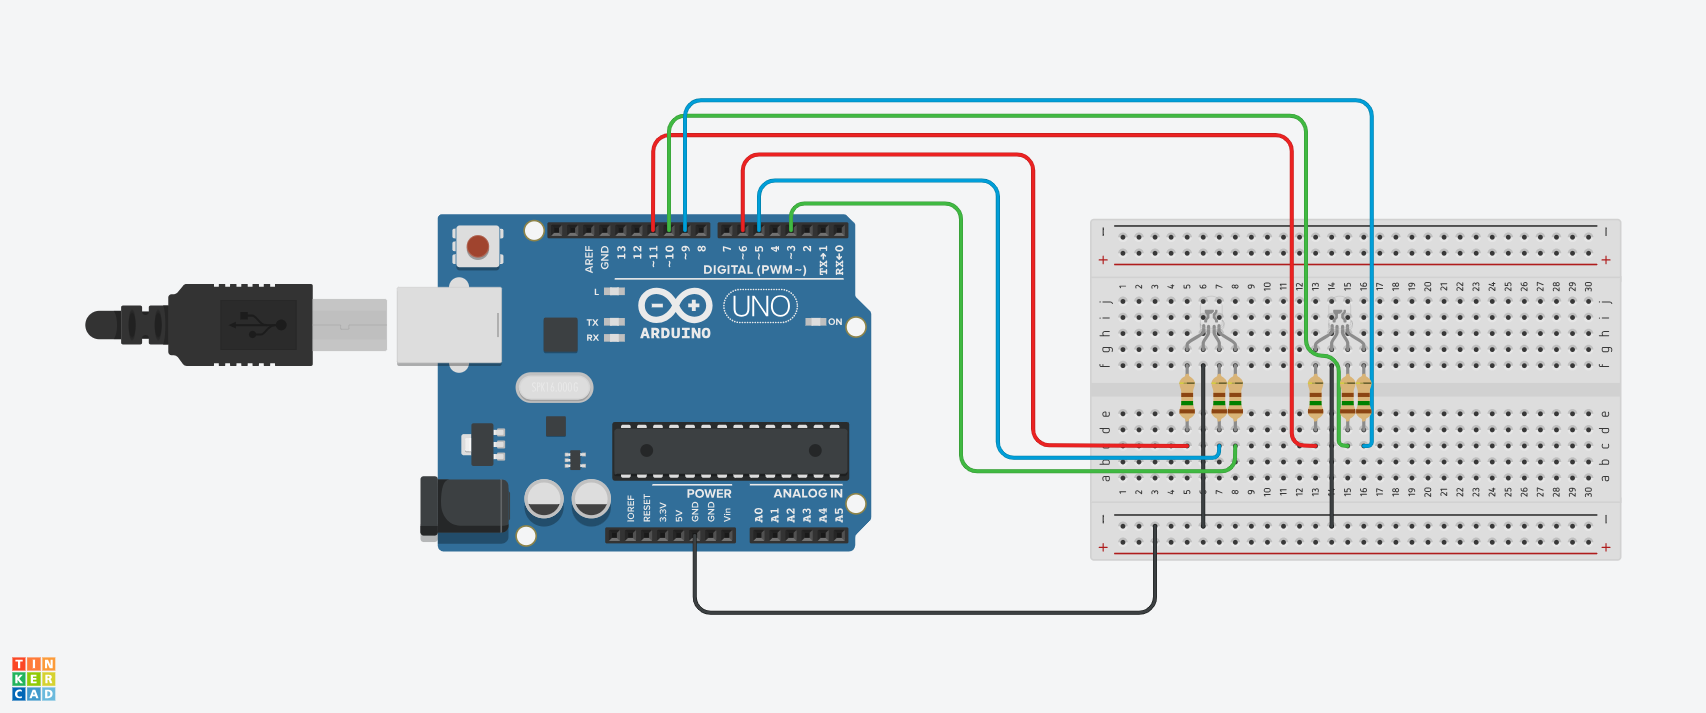 AREF
GND
13
12
~11
~10
~9
8
7
~6
~5
4
~3
2
TX→1
RX←0
DIGITAL (PWM~)
L
TX
RX
ARDUINO
UNO
ON
IOREF
RESET
3.3V
5V
GND
GND
Vin
POWER
ANALOG IN
A0
A1
A2
A3
A4
A5
− −
+ +
1 2 3 4 5 6 7 8 9 10 11 12 13 14 15 16 17 18 19 20 21 22 23 24 25 26 27 28 29 30
j j
i i
h h
g g
f f
e e
d d
c c
b b
a a
1 2 3 4 5 6 7 8 9 10 11 12 13 14 15 16 17 18 19 20 21 22 23 24 25 26 27 28 29 30
− −
+ +
TIN
KER
CAD